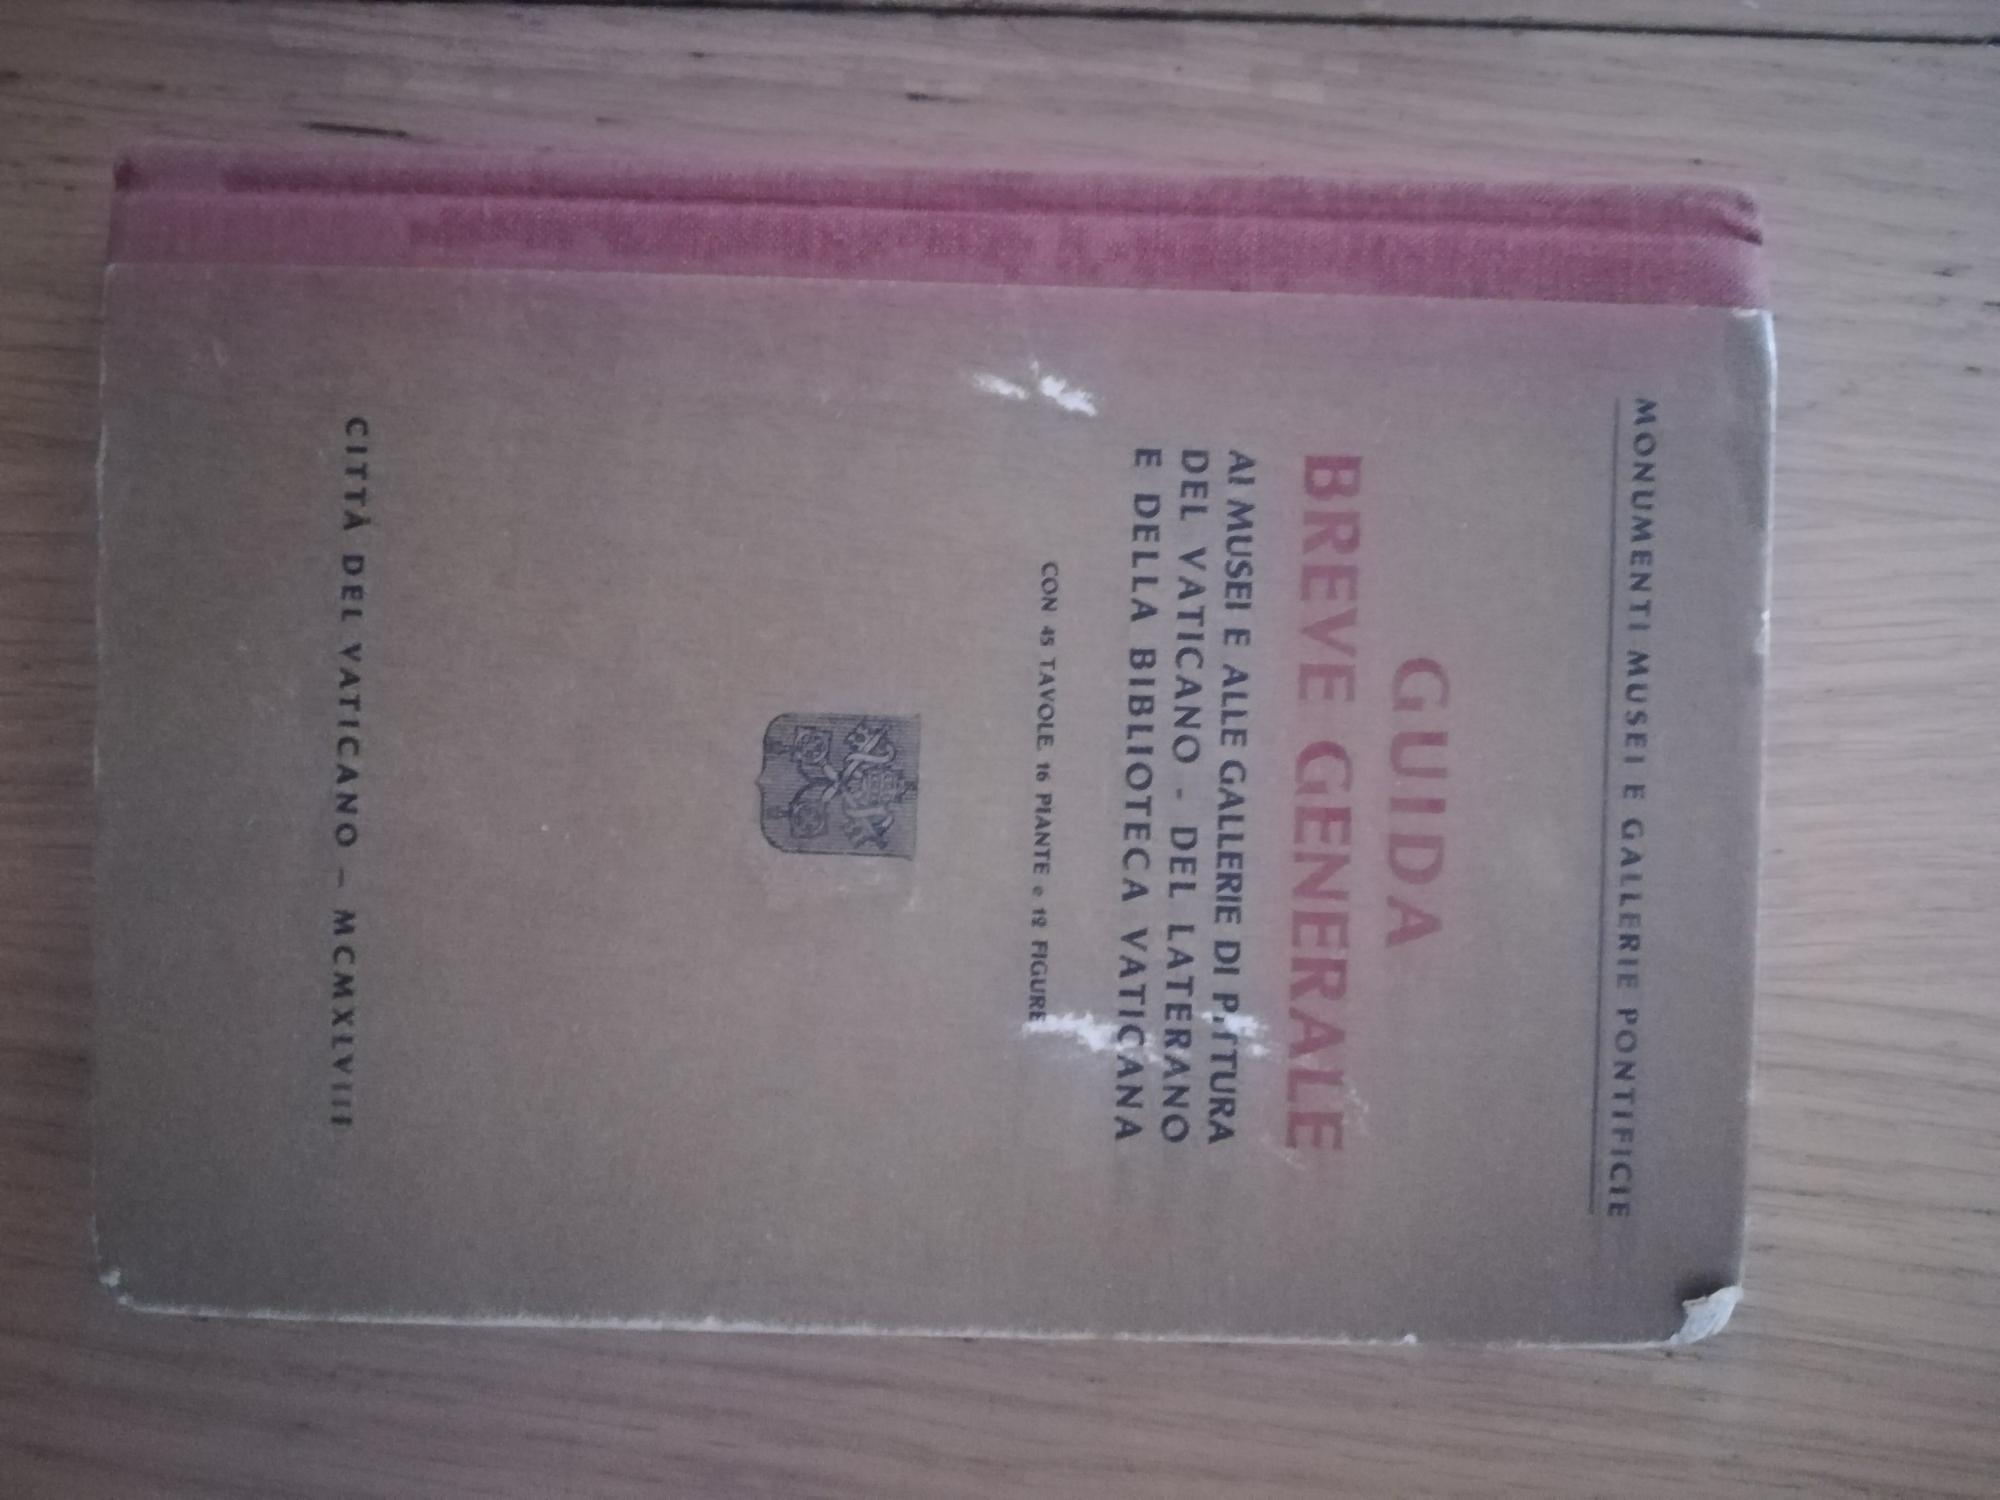 MONUMENTI MUSEI E GALLERIE PONTIFICIE
GUIDA
BREVE GENERALE
AI MUSEI E ALLE GALLERIE DI PITTURA
DEL VATICANO - DEL LATERANO
E DELLA BIBLIOTECA VATICANA
CON 45 TAVOLE 16 PIANTE e 12 FIGURE
CITTÀ DEL VATICANO – MCMXLVIII